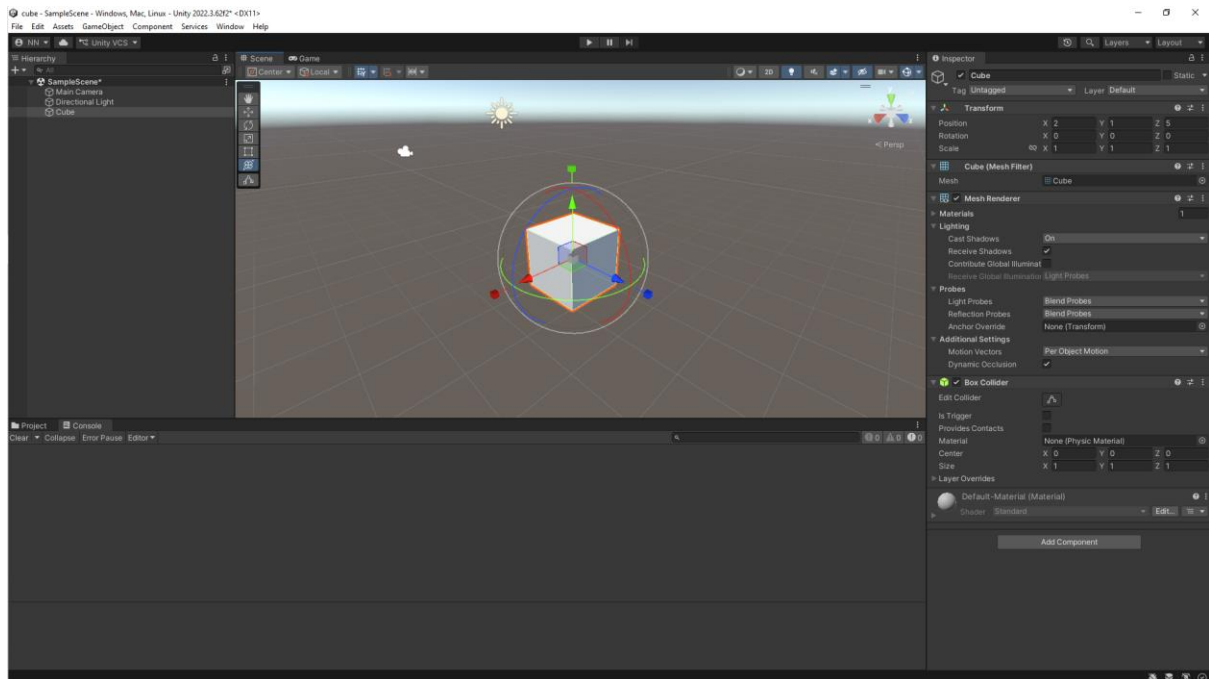 cube - SampleScene - Windows, Mac, Linux - Unity 2022.3.62f2* <DX11>
File Edit Assets GameObject Component Services Window Help
NN Unity VCS Layers Layout
Hierarchy
All
SampleScene*
Main Camera
Directional Light
Cube
Scene Game
Center Local 2D
Persp
Inspector
Cube Static
Tag Untagged Layer Default
Transform
Position X 2 Y 1 Z 5
Rotation X 0 Y 0 Z 0
Scale X 1 Y 1 Z 1
Cube (Mesh Filter)
Mesh Cube
Mesh Renderer
Materials 1
Lighting
Cast Shadows On
Receive Shadows
Contribute Global Illuminat
Receive Global Illumination Light Probes
Probes
Light Probes Blend Probes
Reflection Probes Blend Probes
Anchor Override None (Transform)
Additional Settings
Motion Vectors Per Object Motion
Dynamic Occlusion
Box Collider
Edit Collider
Is Trigger
Provides Contacts
Material None (Physic Material)
Center X 0 Y 0 Z 0
Size X 1 Y 1 Z 1
Layer Overrides
Default-Material (Material)
Shader Standard Edit...
Add Component
Project Console
Clear Collapse Error Pause Editor 0 0 0